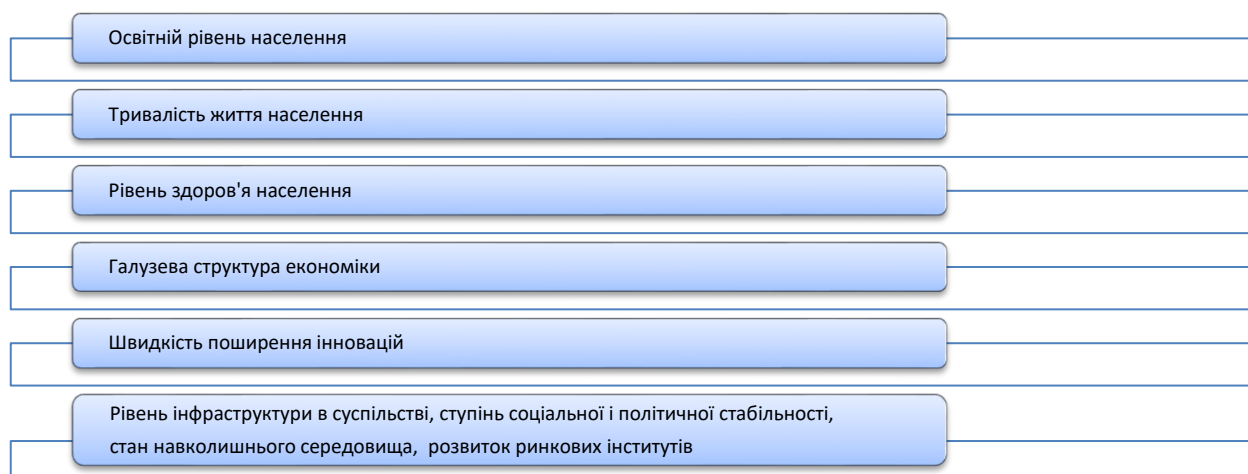 Освітній рівень населення
Тривалість життя населення
Рівень здоров'я населення
Галузева структура економіки
Швидкість поширення інновацій
Рівень інфраструктури в суспільстві, ступінь соціальної і політичної стабільності,
стан навколишнього середовища,  розвиток ринкових інститутів